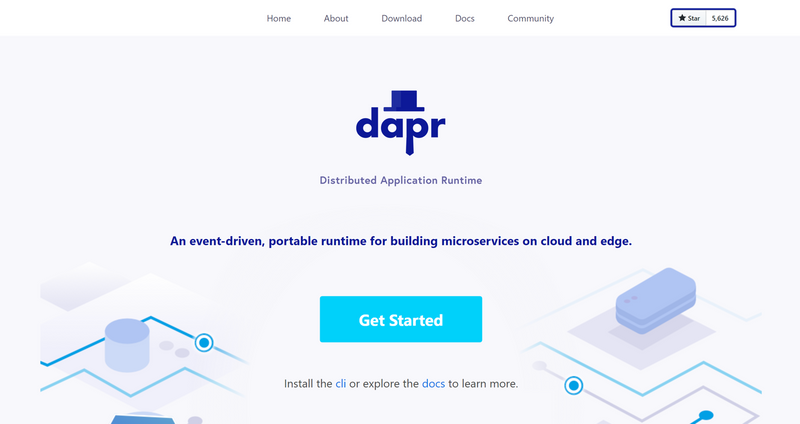 Home About Download Docs Community Star 5,626
dapr
Distributed Application Runtime
An event-driven, portable runtime for building microservices on cloud and edge.
Get Started
Install the cli or explore the docs to learn more.